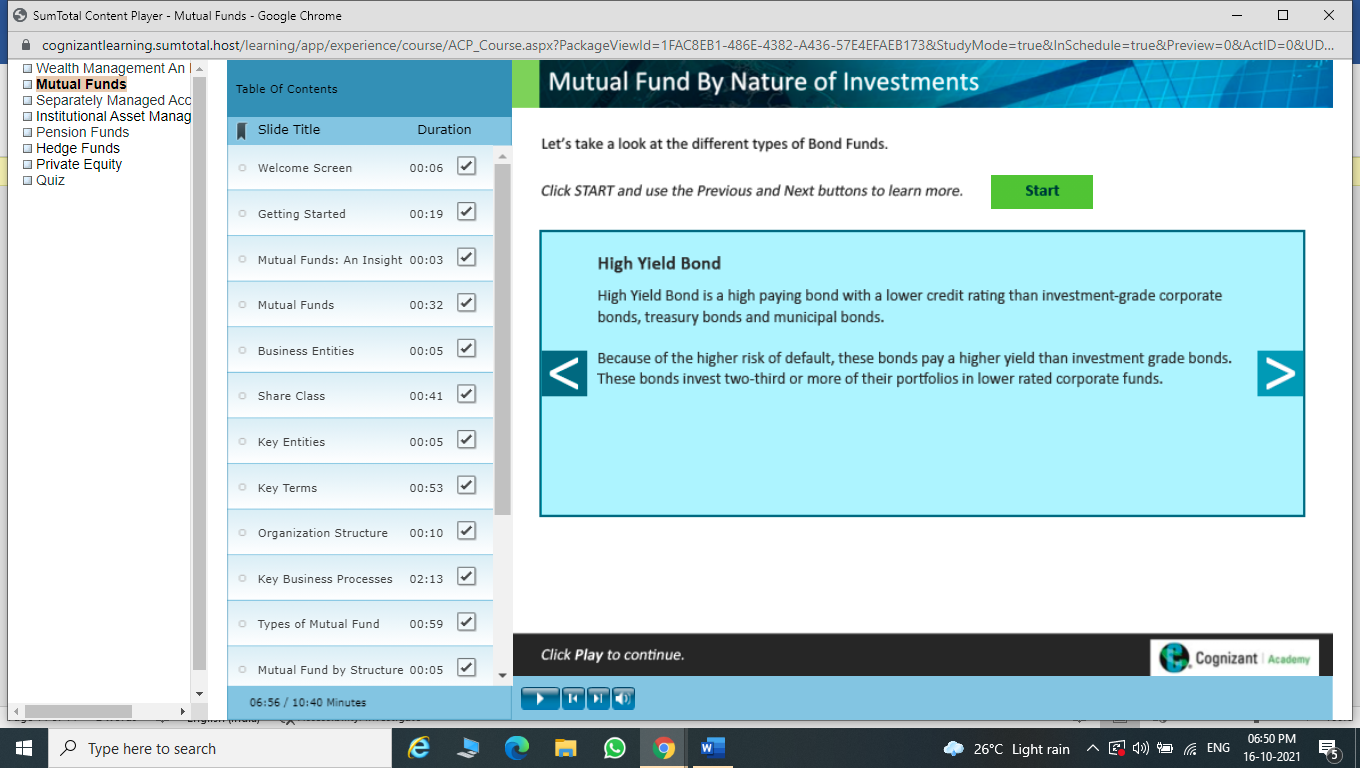 SumTotal Content Player - Mutual Funds - Google Chrome
cognizantlearning.sumtotal.host/learning/app/experience/course/ACP_Course.aspx?PackageViewId=1FAC8EB1-486E-4382-A436-57E4EFAEB173&StudyMode=true&InSchedule=true&Preview=0&ActID=0&UD...
Wealth Management An I
Mutual Funds
Separately Managed Acc
Institutional Asset Manag
Pension Funds
Hedge Funds
Private Equity
Quiz
Table Of Contents
Slide Title Duration
Welcome Screen 00:06
Getting Started 00:19
Mutual Funds: An Insight 00:03
Mutual Funds 00:32
Business Entities 00:05
Share Class 00:41
Key Entities 00:05
Key Terms 00:53
Organization Structure 00:10
Key Business Processes 02:13
Types of Mutual Fund 00:59
Mutual Fund by Structure 00:05
06:56 / 10:40 Minutes
Mutual Fund By Nature of Investments
Let's take a look at the different types of Bond Funds.
Click START and use the Previous and Next buttons to learn more.
Start
High Yield Bond
High Yield Bond is a high paying bond with a lower credit rating than investment-grade corporate
bonds, treasury bonds and municipal bonds.
Because of the higher risk of default, these bonds pay a higher yield than investment grade bonds.
These bonds invest two-third or more of their portfolios in lower rated corporate funds.
<
>
Click Play to continue.
Cognizant | Academy
Type here to search
26°C Light rain
ENG
06:50 PM
16-10-2021
5